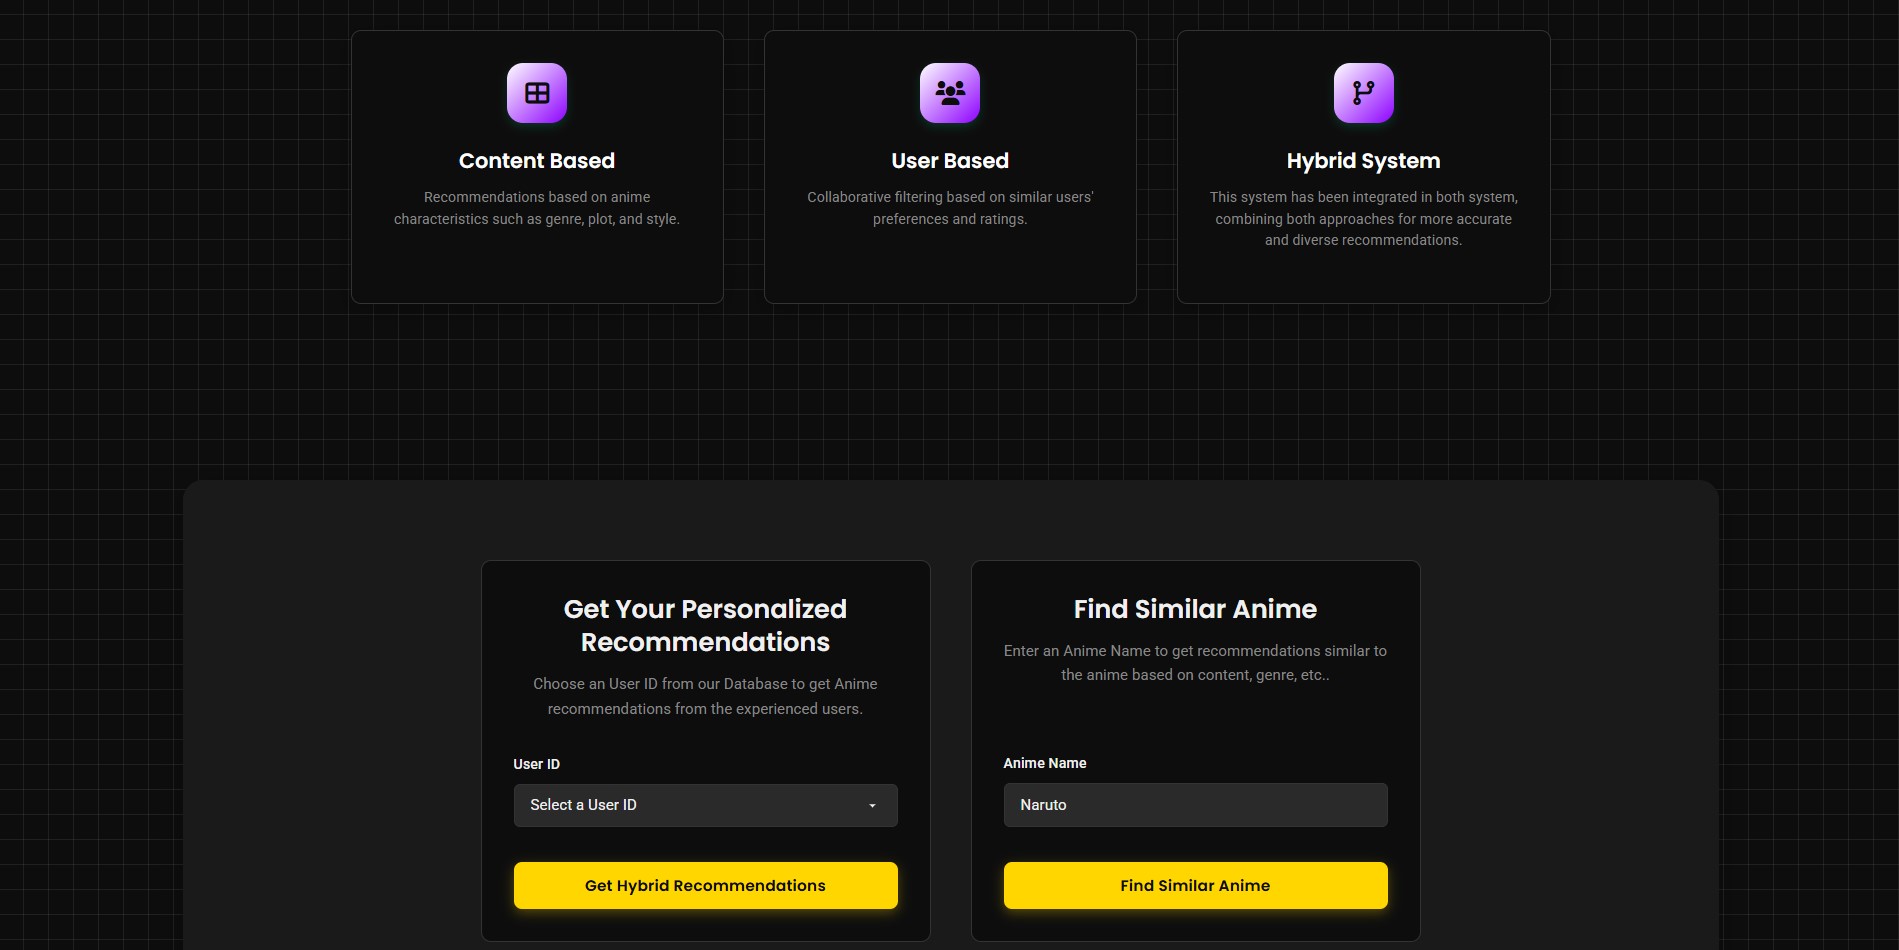 Content Based
Recommendations based on anime
characteristics such as genre, plot, and style.
User Based
Collaborative filtering based on similar users'
preferences and ratings.
Hybrid System
This system has been integrated in both system,
combining both approaches for more accurate
and diverse recommendations.
Get Your Personalized
Recommendations
Choose an User ID from our Database to get Anime
recommendations from the experienced users.
User ID
Select a User ID
Get Hybrid Recommendations
Find Similar Anime
Enter an Anime Name to get recommendations similar to
the anime based on content, genre, etc..
Anime Name
Naruto
Find Similar Anime